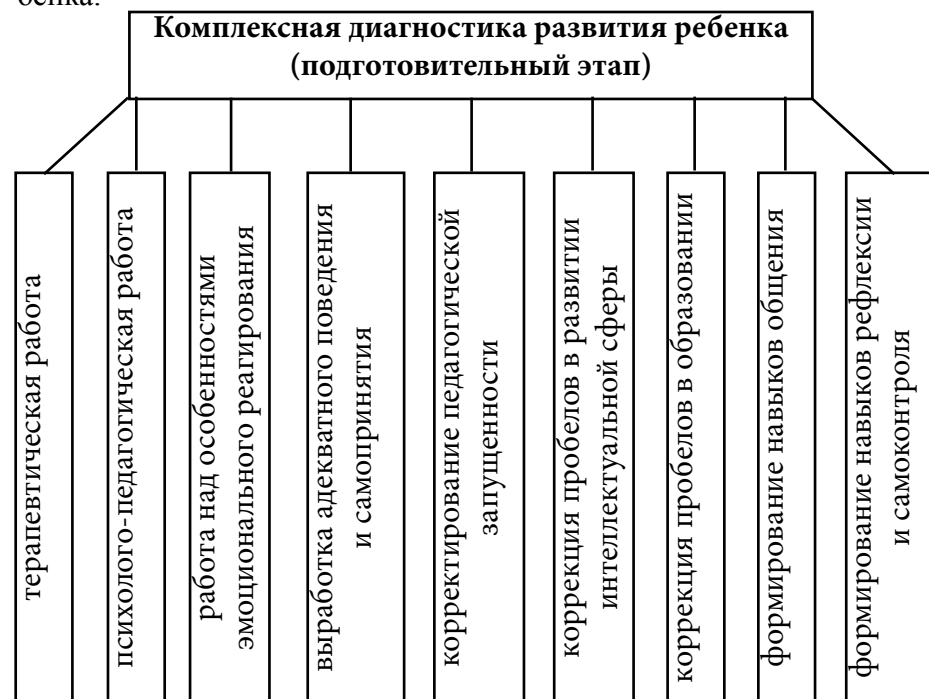 бенка.
Комплексная диагностика развития ребенка
(подготовительный этап)
терапевтическая работа
психолого-педагогическая работа
работа над особенностями
эмоционального реагирования
выработка адекватного поведения
и самопринятия
корректирование педагогической
запущенности
коррекция пробелов в развитии
интеллектуальной сферы
коррекция пробелов в образовании
формирование навыков общения
формирование навыков рефлексии
и самоконтроля